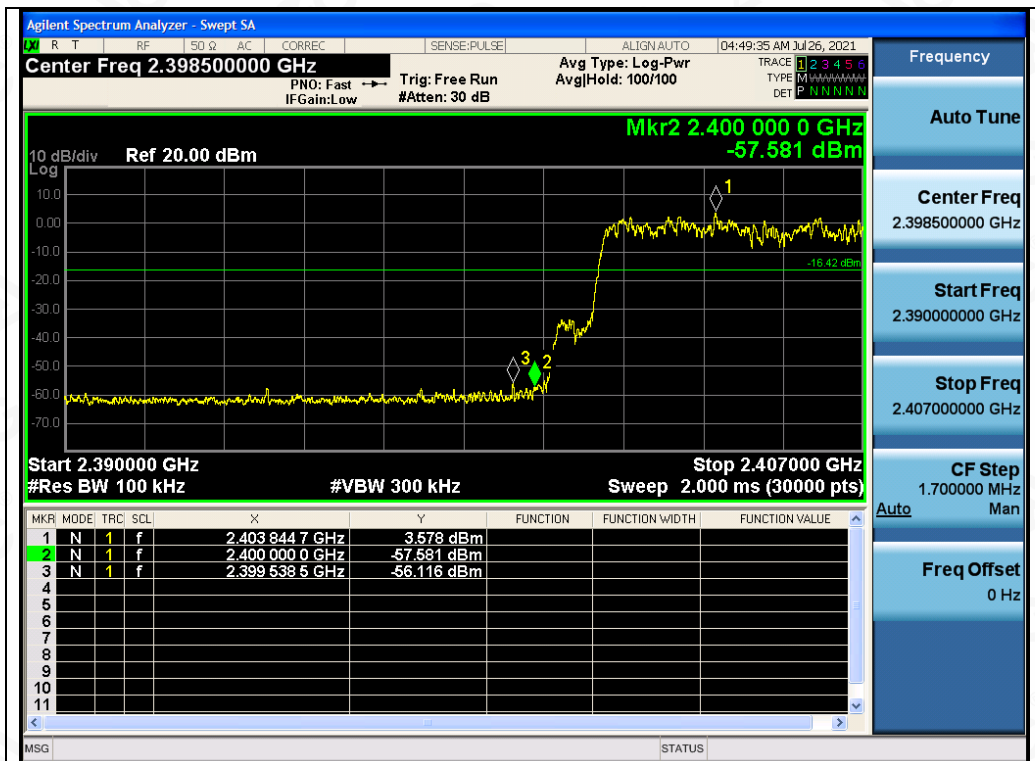 Agilent Spectrum Analyzer - Swept SA
LXI R T RF 50 Ω AC CORREC SENSE:PULSE ALIGN AUTO 04:49:35 AM Jul 26, 2021
Center Freq 2.398500000 GHz
PNO: Fast
IFGain:Low
Trig: Free Run
#Atten: 30 dB
Avg Type: Log-Pwr
Avg|Hold: 100/100
TRACE 1 2 3 4 5 6
TYPE M WWWWW
DET P N N N N N
Mkr2 2.400 000 0 GHz
-57.581 dBm
10 dB/div Ref 20.00 dBm
Log
10.0
0.00
-10.0
-20.0
-30.0
-40.0
-50.0
-60.0
-70.0
1
-16.42 dBm
3
2
Start 2.390000 GHz Stop 2.407000 GHz
#Res BW 100 kHz #VBW 300 kHz Sweep 2.000 ms (30000 pts)
MKR MODE TRC SCL X Y FUNCTION FUNCTION WIDTH FUNCTION VALUE
1 N 1 f 2.403 844 7 GHz 3.578 dBm
2 N 1 f 2.400 000 0 GHz -57.581 dBm
3 N 1 f 2.399 538 5 GHz -56.116 dBm
4
5
6
7
8
9
10
11
MSG STATUS
Frequency
Auto Tune
Center Freq
2.398500000 GHz
Start Freq
2.390000000 GHz
Stop Freq
2.407000000 GHz
CF Step
1.700000 MHz
Auto Man
Freq Offset
0 Hz